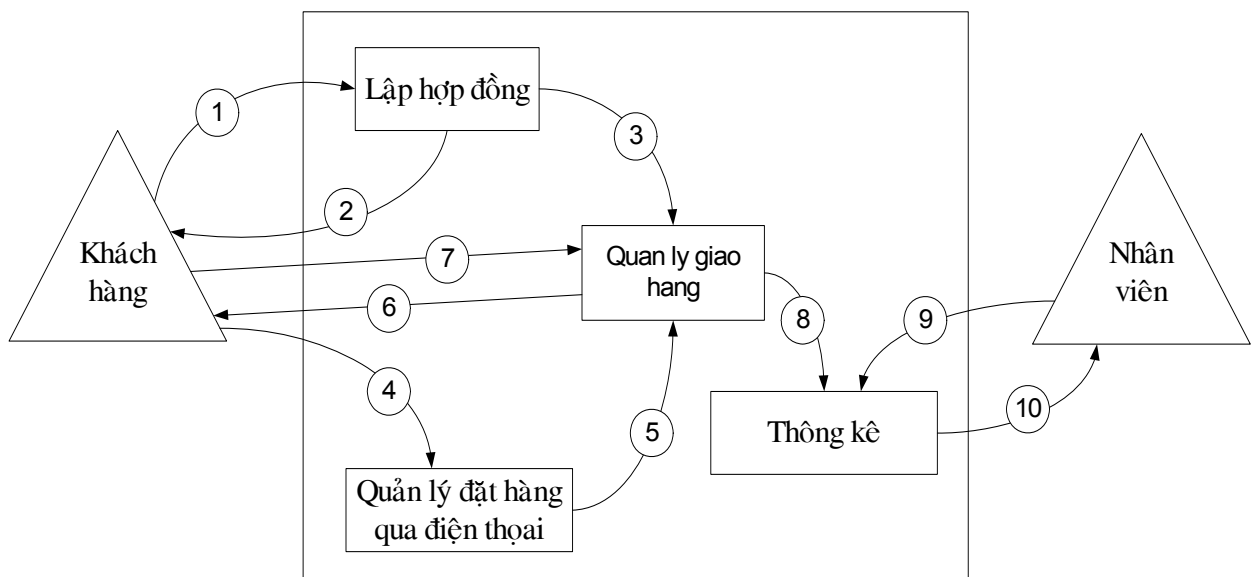 Lập hợp đồng
1
3
2
Khách
hàng
7
Quan ly giao
hang
Nhân
viên
6
8
9
4
10
5
Thông kê
Quản lý đặt hàng
qua điện thọai